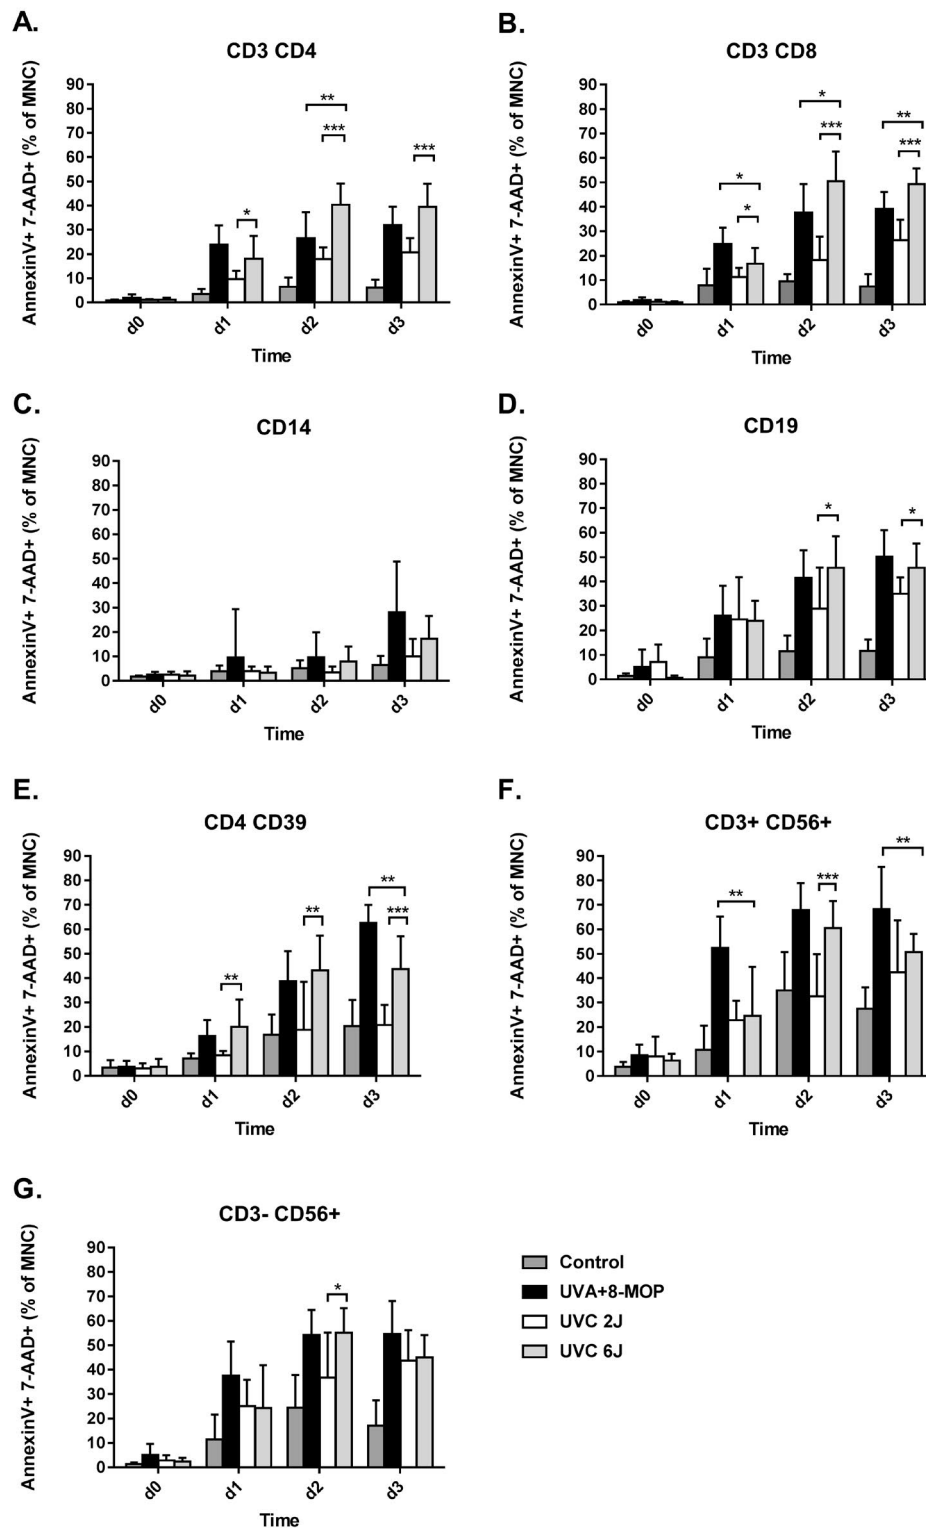 A.
CD3 CD4
AnnexinV+ 7-AAD+ (% of MNC)
90
80
70
60
50
40
30
20
10
0
*
**
***
***
d0 d1 d2 d3
Time
B.
CD3 CD8
AnnexinV+ 7-AAD+ (% of MNC)
90
80
70
60
50
40
30
20
10
0
*
*
*
***
**
***
d0 d1 d2 d3
Time
C.
CD14
AnnexinV+ 7-AAD+ (% of MNC)
90
80
70
60
50
40
30
20
10
0
d0 d1 d2 d3
Time
D.
CD19
AnnexinV+ 7-AAD+ (% of MNC)
90
80
70
60
50
40
30
20
10
0
*
*
d0 d1 d2 d3
Time
E.
CD4 CD39
AnnexinV+ 7-AAD+ (% of MNC)
90
80
70
60
50
40
30
20
10
0
**
**
**
***
d0 d1 d2 d3
Time
F.
CD3+ CD56+
AnnexinV+ 7-AAD+ (% of MNC)
90
80
70
60
50
40
30
20
10
0
**
***
**
d0 d1 d2 d3
Time
G.
CD3- CD56+
AnnexinV+ 7-AAD+ (% of MNC)
90
80
70
60
50
40
30
20
10
0
*
d0 d1 d2 d3
Time
Control
UVA+8-MOP
UVC 2J
UVC 6J